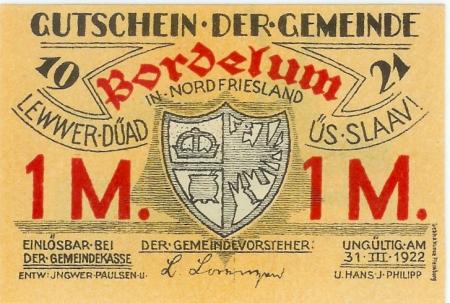 GUTSCHEIN·DER·GEMEINDE
19 Bordelum 21
IN·NORDFRIESLAND
LEWWER·DÜAD ÜS·SLAAV!
1 M. 1 M.
EINLÖSBAR·BEI DER·GEMEINDEVORSTEHER: UNGÜLTIG·AM
DER·GEMEINDEKASSE L. Lorenzen 31·III·1922
ENTW: JNGWER·PAULSEN·U· U. HANS·J·PHILIPP